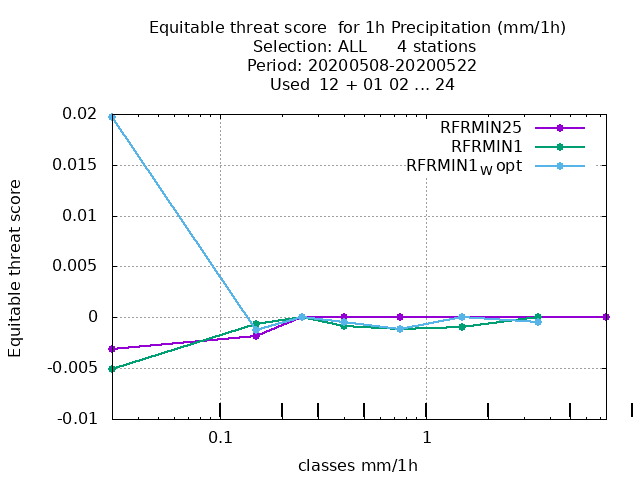 Equitable threat score  for 1h Precipitation (mm/1h)
Selection: ALL      4 stations
Period: 20200508-20200522
Used  12 + 01 02 ... 24
RFRMIN25
RFRMIN1
RFRMIN1w opt
0.02
0.015
0.01
0.005
0
-0.005
-0.01
Equitable threat score
0.1 1
classes mm/1h